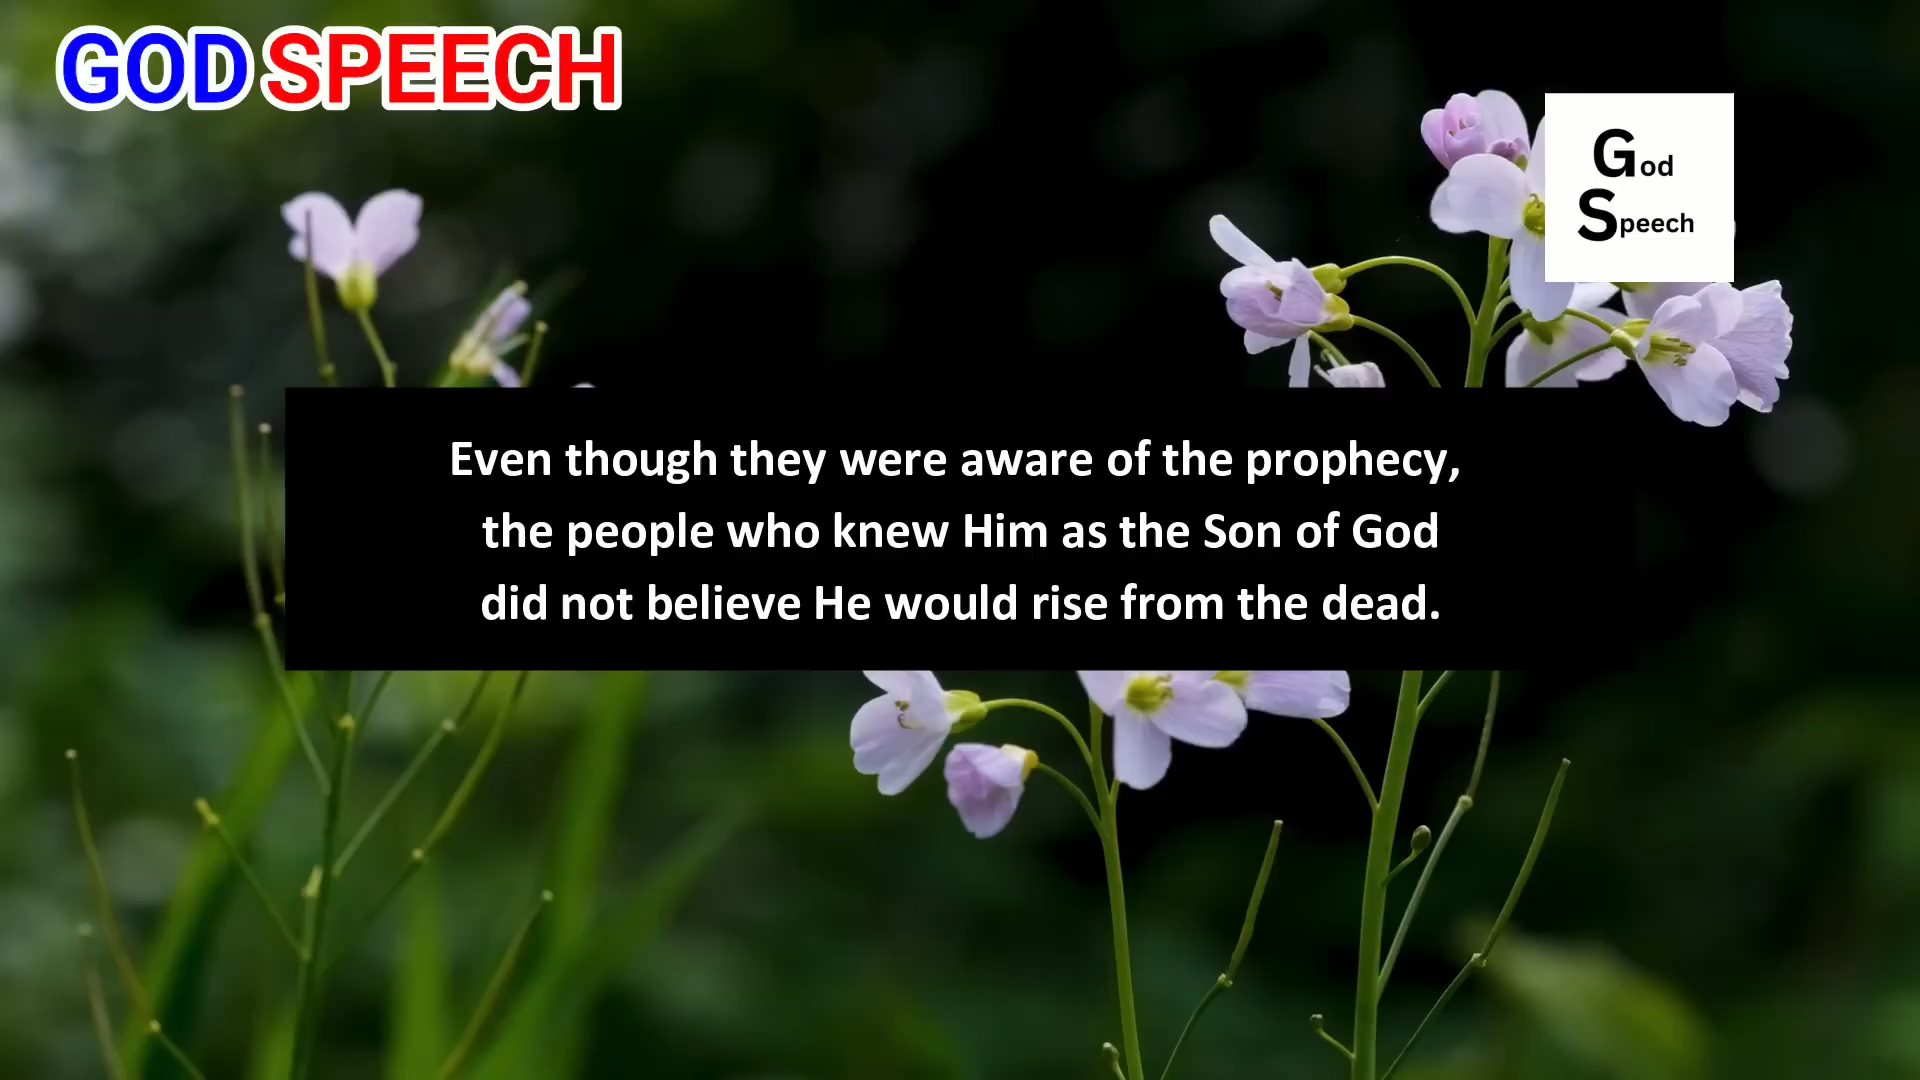 GOD SPEECH
God
Speech
Even though they were aware of the prophecy,
the people who knew Him as the Son of God
did not believe He would rise from the dead.